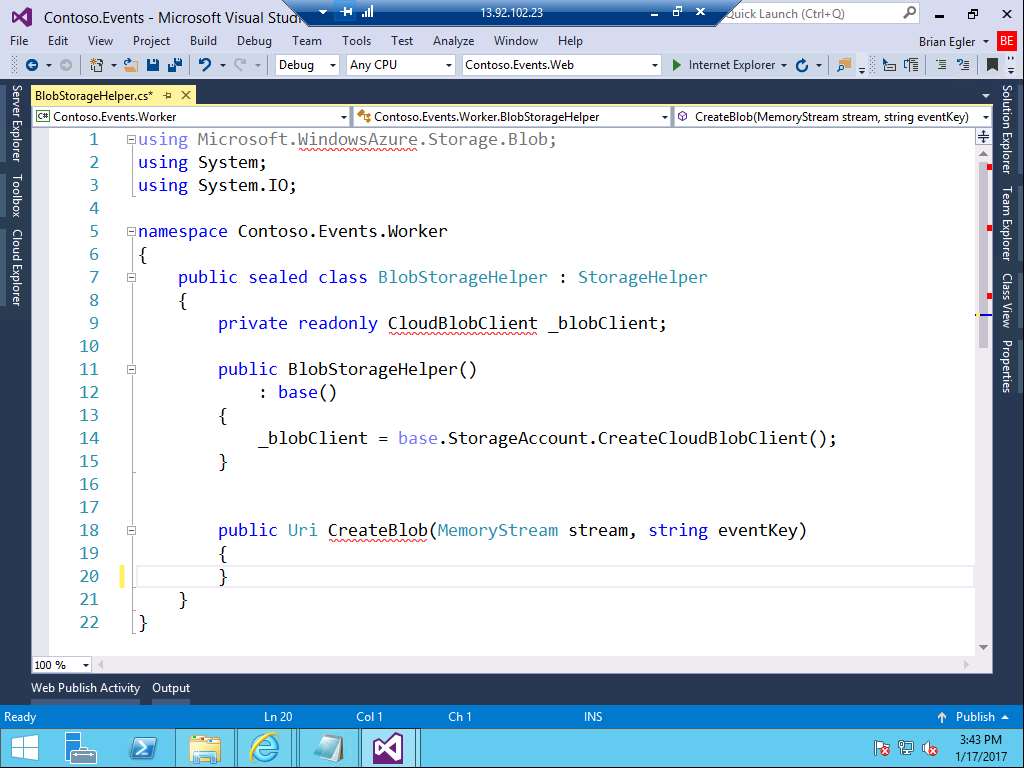 Contoso.Events - Microsoft Visual Studi
13.92.102.23
Quick Launch (Ctrl+Q)
File Edit View Project Build Debug Team Tools Test Analyze Window Help
Brian Egler BE
Debug Any CPU Contoso.Events.Web Internet Explorer
BlobStorageHelper.cs*
Contoso.Events.Worker Contoso.Events.Worker.BlobStorageHelper CreateBlob(MemoryStream stream, string eventKey)
Server Explorer
Toolbox
Cloud Explorer
1 using Microsoft.WindowsAzure.Storage.Blob;
2 using System;
3 using System.IO;
4
5 namespace Contoso.Events.Worker
6 {
7 public sealed class BlobStorageHelper : StorageHelper
8 {
9 private readonly CloudBlobClient _blobClient;
10
11 public BlobStorageHelper()
12 : base()
13 {
14 _blobClient = base.StorageAccount.CreateCloudBlobClient();
15 }
16
17
18 public Uri CreateBlob(MemoryStream stream, string eventKey)
19 {
20 }
21 }
22 }
Solution Explorer
Team Explorer
Class View
Properties
100 %
Web Publish Activity Output
Ready Ln 20 Col 1 Ch 1 INS Publish
3:43 PM
1/17/2017